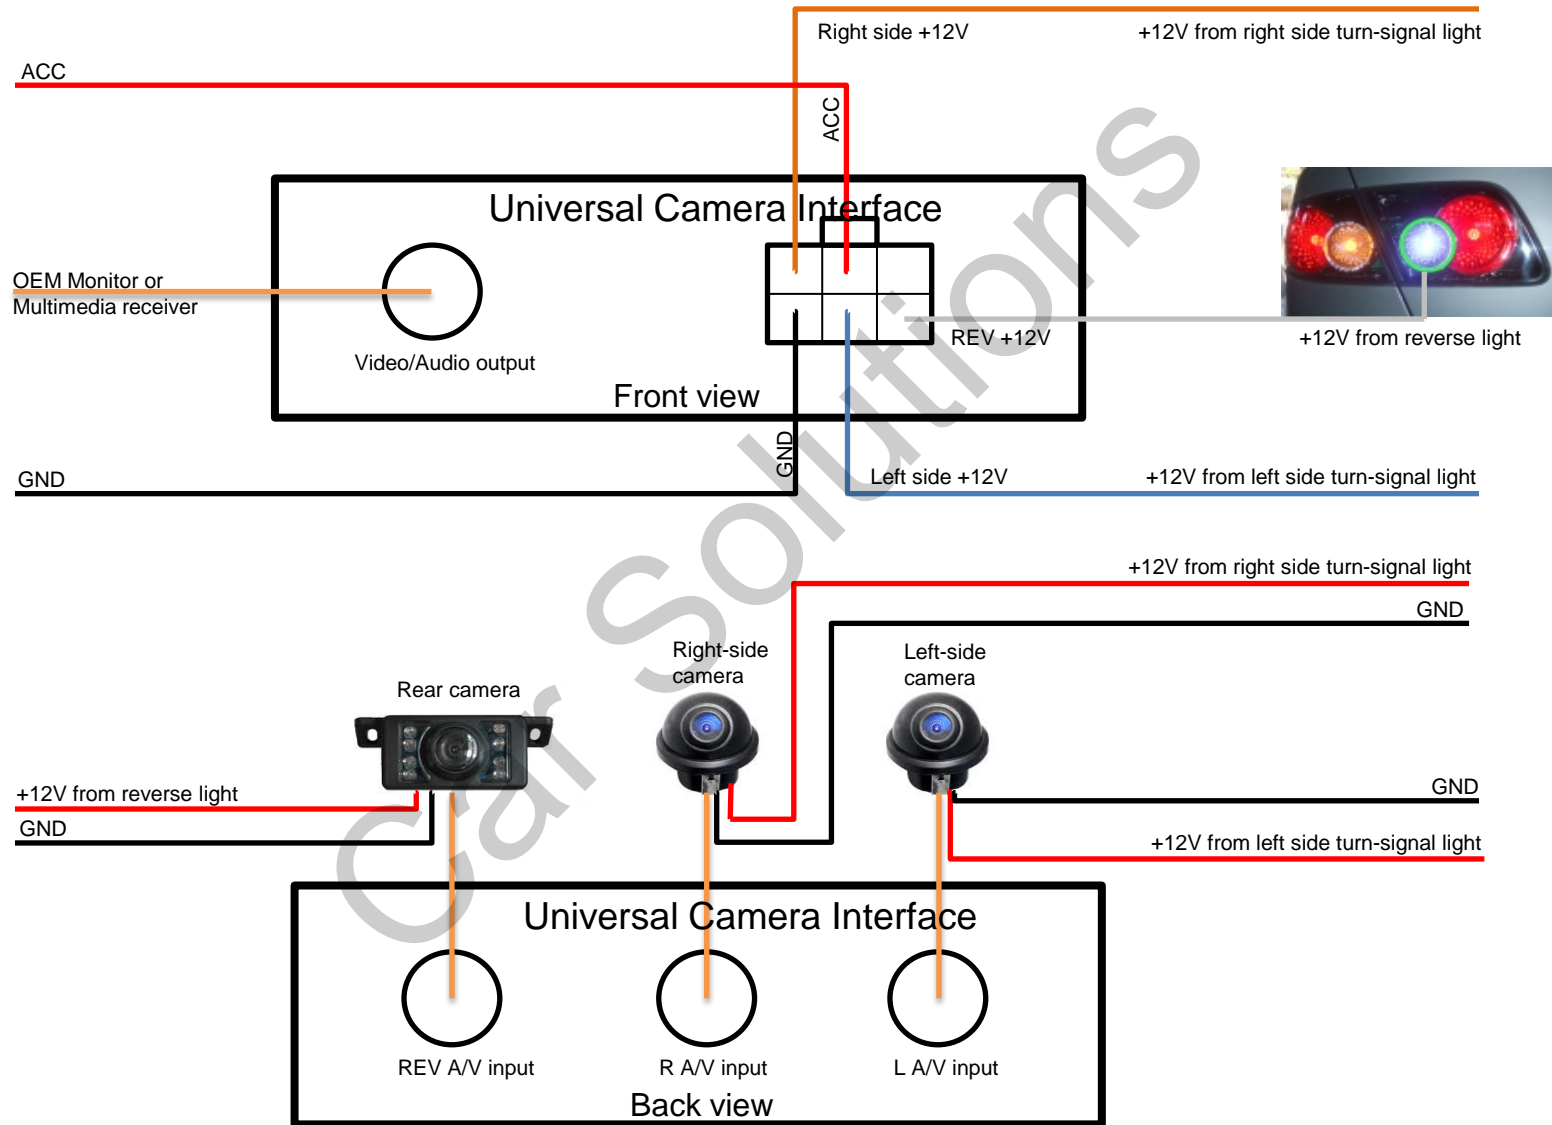 Right side +12V
+12V from right side turn-signal light
ACC
ACC
Universal Camera Interface
OEM Monitor or
Multimedia receiver
REV +12V
+12V from reverse light
Video/Audio output
Front view
GND
GND
Left side +12V
+12V from left side turn-signal light
+12V from right side turn-signal light
GND
Right-side
camera
Left-side
camera
Rear camera
+12V from reverse light
GND
GND
+12V from left side turn-signal light
Universal Camera Interface
REV A/V input
R A/V input
L A/V input
Back view
Car Solutions